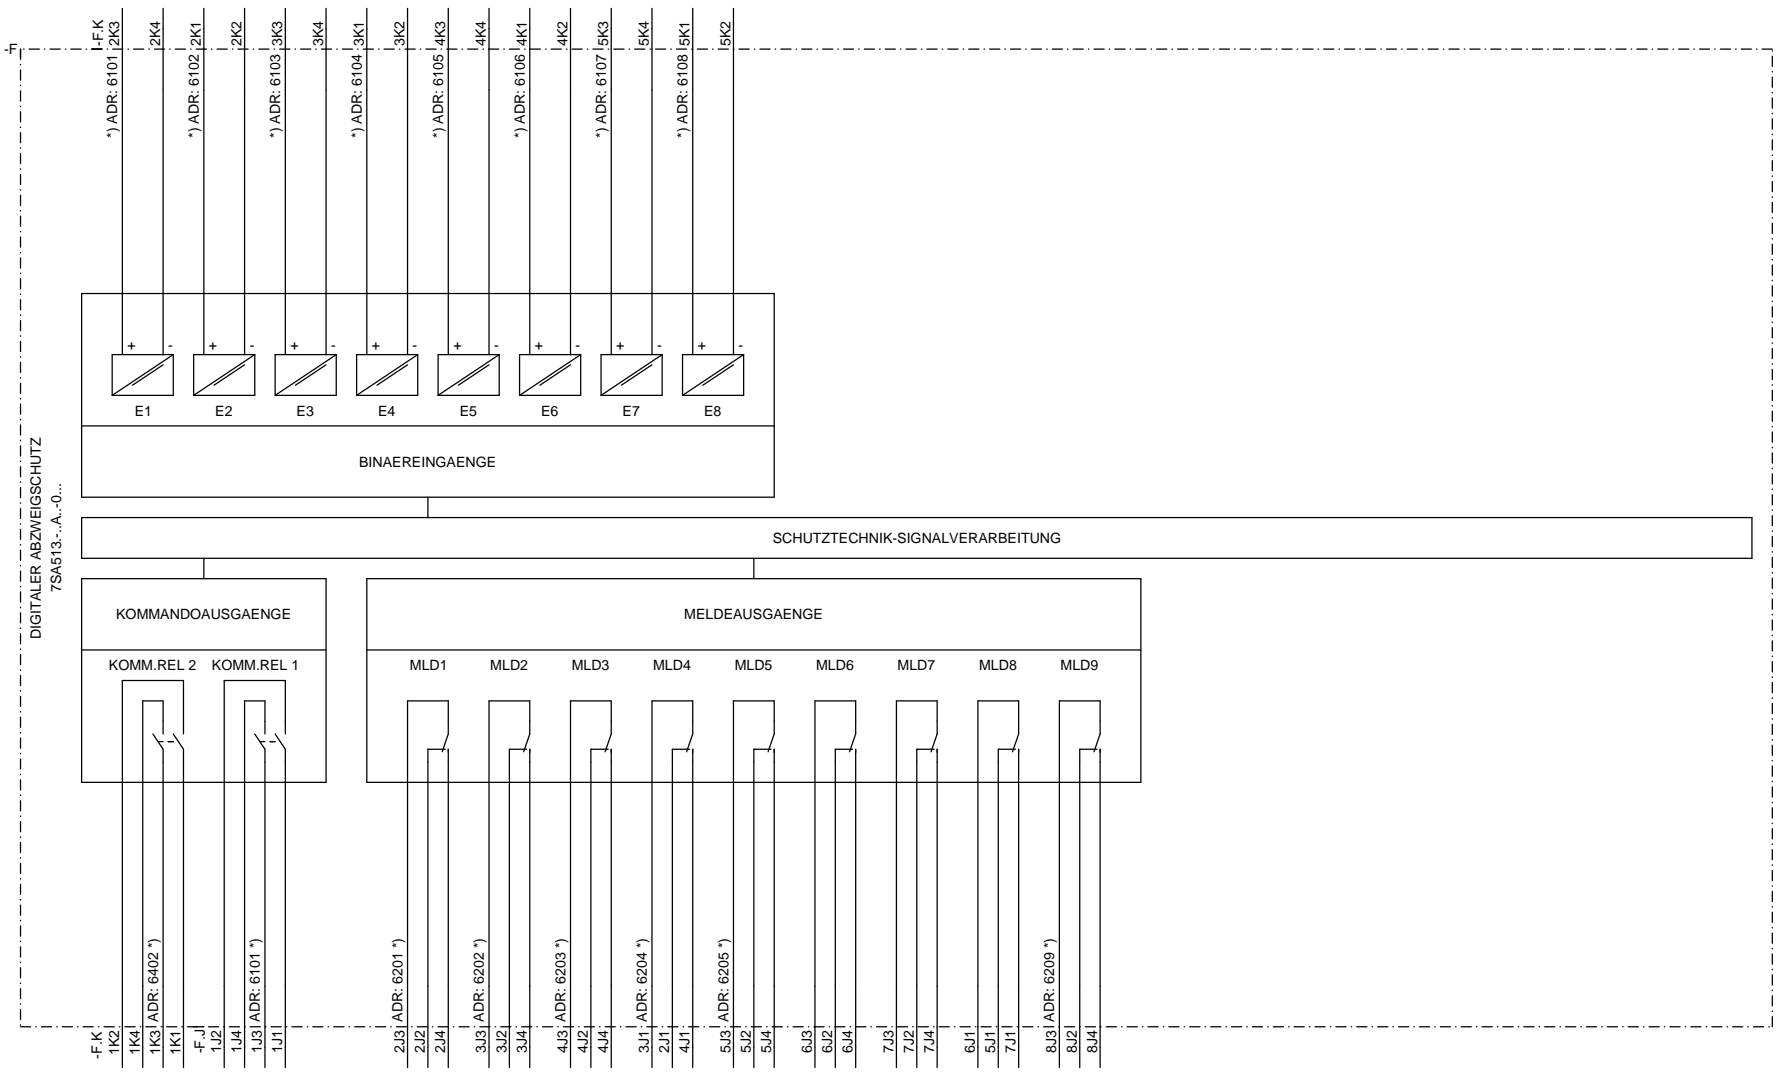 -F
-F.K
2K3
2K4
2K1
2K2
3K3
3K4
3K1
3K2
4K3
4K4
4K1
4K2
5K3
5K4
5K1
5K2
*) ADR: 6101
*) ADR: 6102
*) ADR: 6103
*) ADR: 6104
*) ADR: 6105
*) ADR: 6106
*) ADR: 6107
*) ADR: 6108
+ -
+ -
+ -
+ -
+ -
+ -
+ -
+ -
E1
E2
E3
E4
E5
E6
E7
E8
BINAEREINGAENGE
DIGITALER ABZWEIGSCHUTZ
7SA513.-..A..-0...
SCHUTZTECHNIK-SIGNALVERARBEITUNG
KOMMANDOAUSGAENGE
MELDEAUSGAENGE
KOMM.REL 2
KOMM.REL 1
MLD1
MLD2
MLD3
MLD4
MLD5
MLD6
MLD7
MLD8
MLD9
ADR: 6402 *)
ADR: 6101 *)
ADR: 6201 *)
ADR: 6202 *)
ADR: 6203 *)
ADR: 6204 *)
ADR: 6205 *)
ADR: 6209 *)
-F.K
1K2
1K4
1K3
1K1
-F.J
1J2
1J4
1J3
1J1
2J3
2J2
2J4
3J3
3J2
3J4
4J3
4J2
4J4
3J1
2J1
4J1
5J3
5J2
5J4
6J3
6J2
6J4
7J3
7J2
7J4
6J1
5J1
7J1
8J3
8J2
8J4